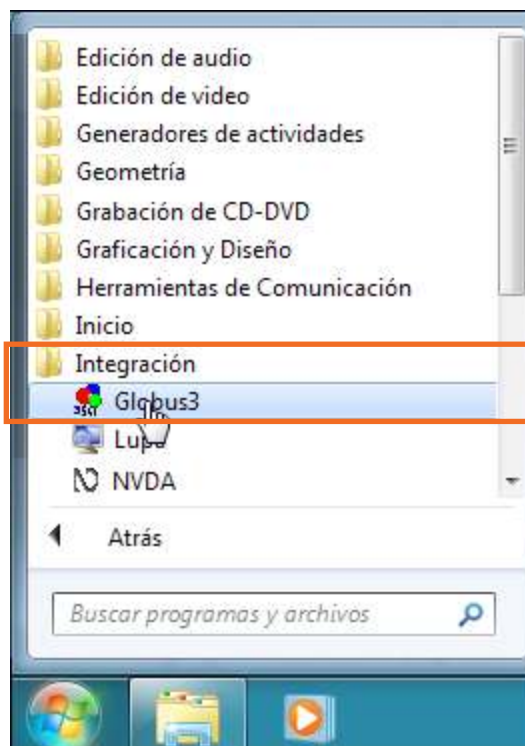 Edición de audio
Edición de video
Generadores de actividades
Geometría
Grabación de CD-DVD
Graficación y Diseño
Herramientas de Comunicación
Inicio
Integración
Globus3
Lupa
NVDA
Atrás
Buscar programas y archivos